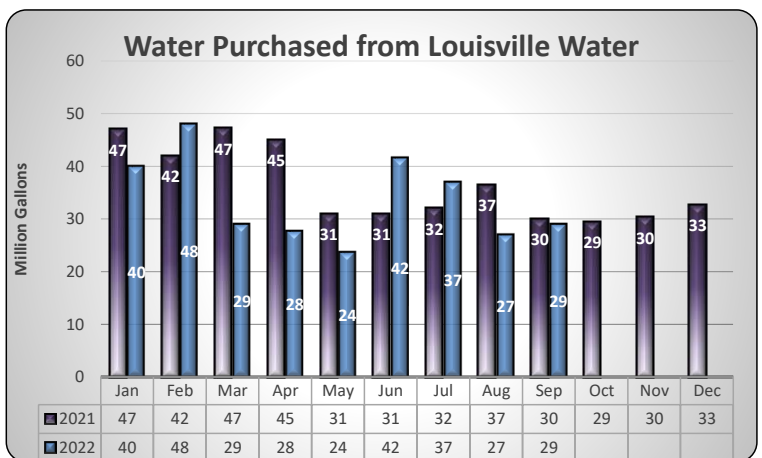 Water Purchased from Louisville Water
Million Gallons
60
50
40
30
20
10
0
47 42 47 45 31 31 32 37 30 29 30 33
40 48 29 28 24 42 37 27 29
Jan Feb Mar Apr May Jun Jul Aug Sep Oct Nov Dec
2021 47 42 47 45 31 31 32 37 30 29 30 33
2022 40 48 29 28 24 42 37 27 29